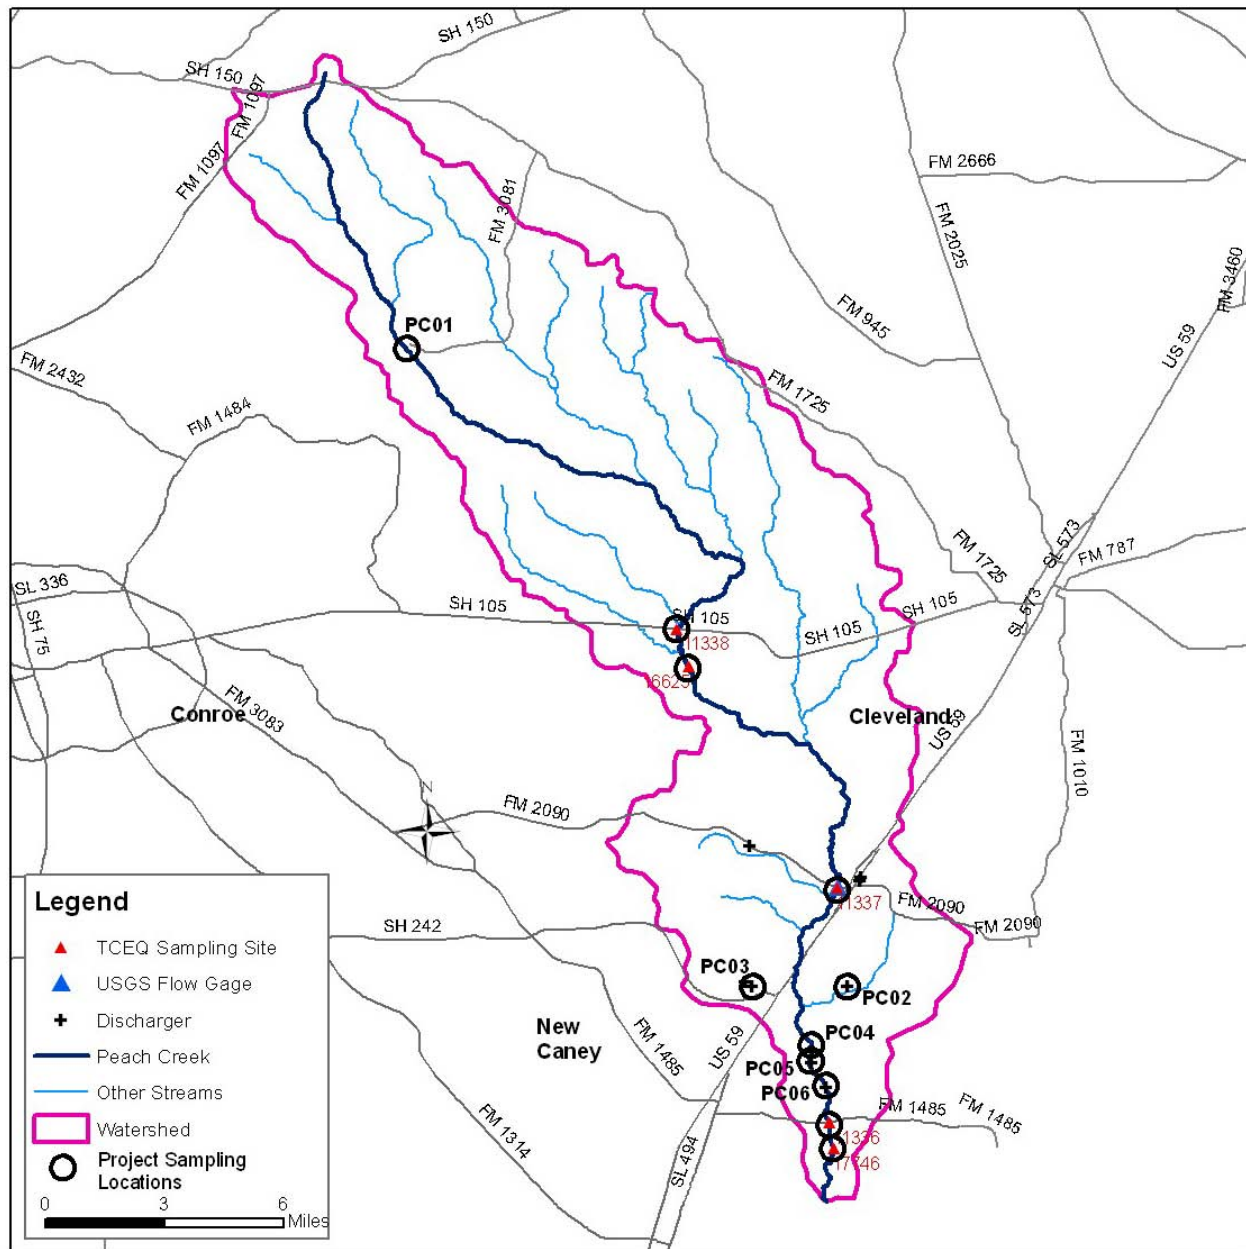 SH 150
SH 150
FM 1097
FM 1097
FM 2666
FM 3081
FM 2025
FM 3460
FM 945
US 59
PC01
FM 2432
FM 1725
FM 1484
SL 573
FM 787
FM 1725
SL 336
SH 75
SH 105
SH 105
SH 105
SH 105
SL 573
11338
Conroe
FM 3083
Cleveland
US 59
FM 1010
N
FM 2090
11337
FM 2090
FM 2090
SH 242
PC03
PC02
New
Caney
FM 1485
US 59
PC04
PC05
PC06
FM 1485
FM 1485
FM 1314
SL 494
Legend
TCEQ Sampling Site
USGS Flow Gage
Discharger
Peach Creek
Other Streams
Watershed
Project Sampling
Locations
0 3 6
Miles